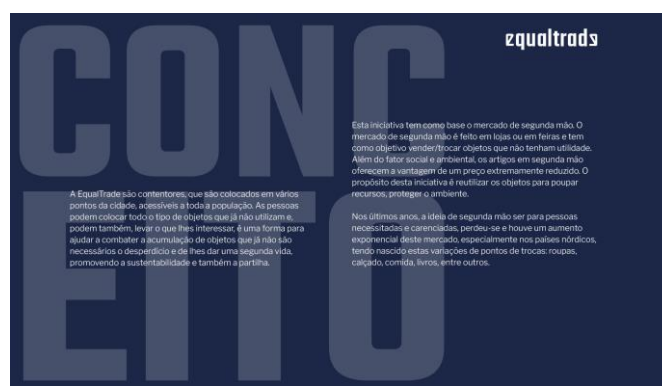 CONC
EITO
equaltrade
A EqualTrade são contentores, que são colocados em vários
pontos da cidade, acessíveis a toda a população. As pessoas
podem colocar todo o tipo de objetos que já não utilizam e,
podem também, levar o que lhes interessar, é uma forma para
ajudar a combater a acumulação de objetos que já não são
necessários o desperdício e de lhes dar uma segunda vida,
promovendo a sustentabilidade e também a partilha.
Esta iniciativa tem como base o mercado de segunda mão. O
mercado de segunda mão é feito em lojas ou em feiras e tem
como objetivo vender/trocar objetos que não tenham utilidade.
Além do fator social e ambiental, os artigos em segunda mão
oferecem a vantagem de um preço extremamente reduzido. O
propósito desta iniciativa é reutilizar os objetos para poupar
recursos, proteger o ambiente.
Nos últimos anos, a ideia de segunda mão ser para pessoas
necessitadas e carenciadas, perdeu-se e houve um aumento
exponencial deste mercado, especialmente nos países nórdicos,
tendo nascido estas variações de pontos de trocas: roupas,
calçado, comida, livros, entre outros.